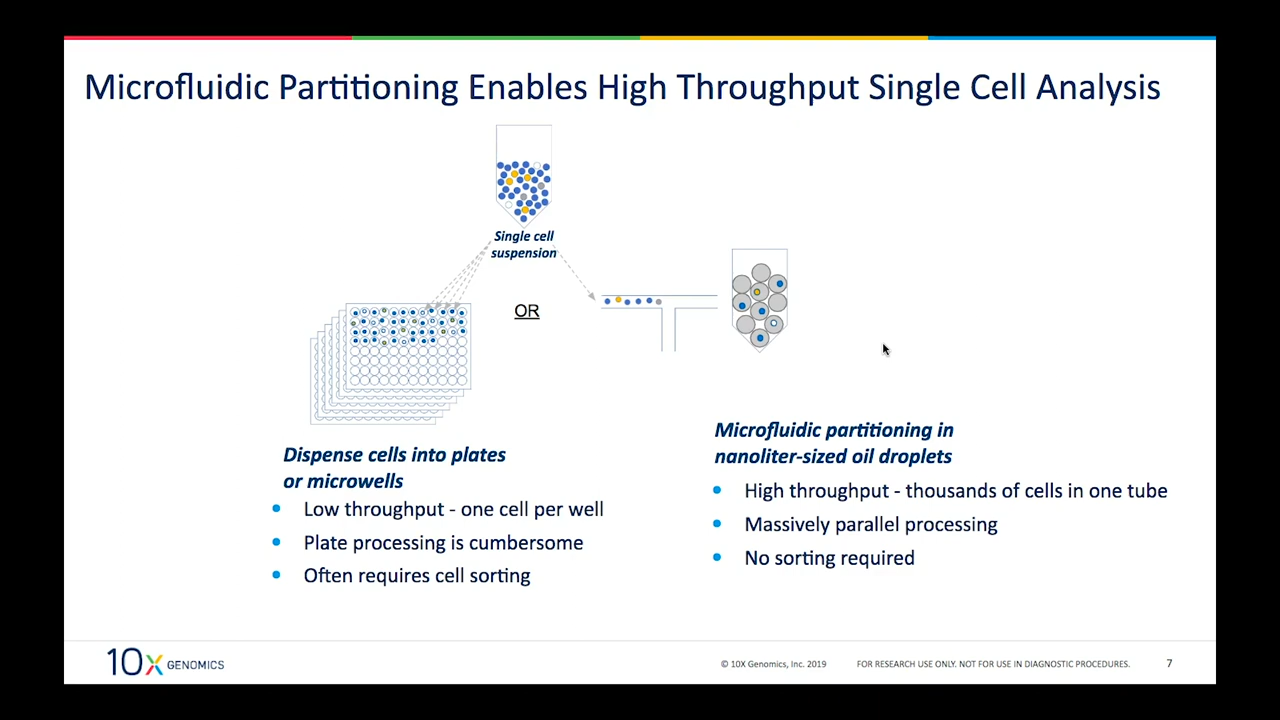 Microfluidic Partitioning Enables High Throughput Single Cell Analysis
Single cell
suspension
OR
Dispense cells into plates
or microwells
Low throughput - one cell per well
Plate processing is cumbersome
Often requires cell sorting
Microfluidic partitioning in
nanoliter-sized oil droplets
High throughput - thousands of cells in one tube
Massively parallel processing
No sorting required
10X GENOMICS
© 10X Genomics, Inc. 2019
FOR RESEARCH USE ONLY. NOT FOR USE IN DIAGNOSTIC PROCEDURES.
7